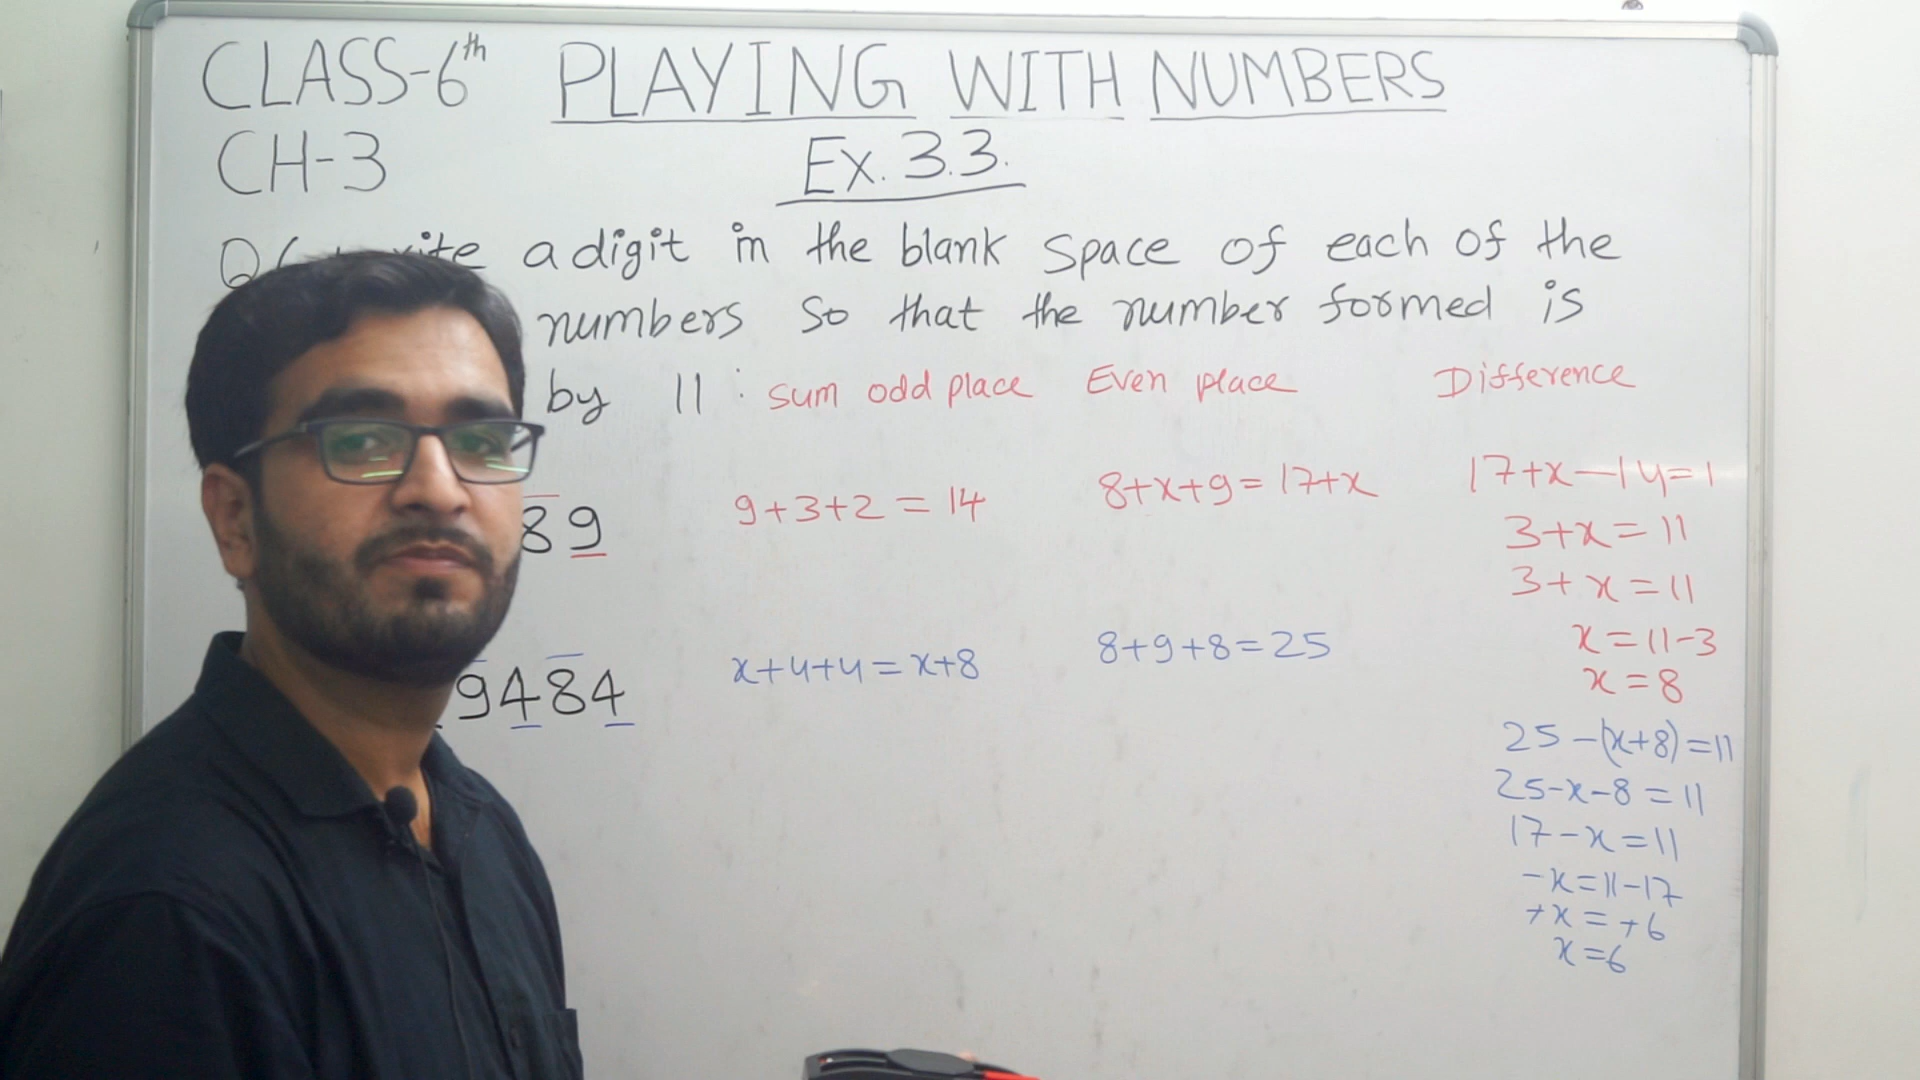 CLASS-6th PLAYING WITH NUMBERS
CH-3 Ex. 3.3.
a digit in the blank space of each of the
numbers so that the number formed is
by 11 : sum odd place Even place Difference
89 9+3+2 = 14 8+x+9 = 17+x 17+x-14=1
3+x = 11
3+x = 11
x = 11-3
x = 8
9484 x+4+4 = x+8 8+9+8=25
25-(x+8)=11
25-x-8 = 11
17-x = 11
-x = 11-17
+x = +6
x = 6